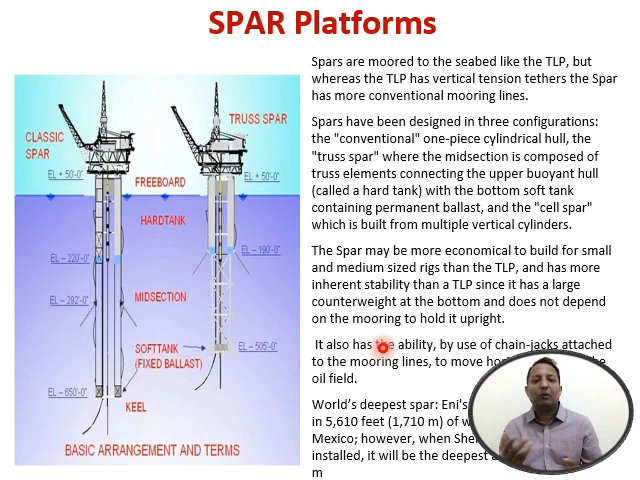 SPAR Platforms
Spars are moored to the seabed like the TLP, but
whereas the TLP has vertical tension tethers the Spar
has more conventional mooring lines.
Spars have been designed in three configurations:
the "conventional" one-piece cylindrical hull, the
"truss spar" where the midsection is composed of
truss elements connecting the upper buoyant hull
(called a hard tank) with the bottom soft tank
containing permanent ballast, and the "cell spar"
which is built from multiple vertical cylinders.
The Spar may be more economical to build for small
and medium sized rigs than the TLP, and has more
inherent stability than a TLP since it has a large
counterweight at the bottom and does not depend
on the mooring to hold it upright.
It also has the ability, by use of chain-jacks attached
to the mooring lines, to move
oil field.
World's deepest spar: Eni's
in 5,610 feet (1,710 m) of
Mexico; however, when
installed, it will be the deepest
m
CLASSIC
SPAR
TRUSS SPAR
EL + 50'-0"
FREEBOARD
EL + 50'-0"
HARDTANK
EL – 190'-0"
EL – 220'-0"
EL – 292'-0"
MIDSECTION
SOFTTANK
(FIXED BALLAST)
EL – 505'-0"
EL – 650'-0"
KEEL
BASIC ARRANGEMENT AND TERMS